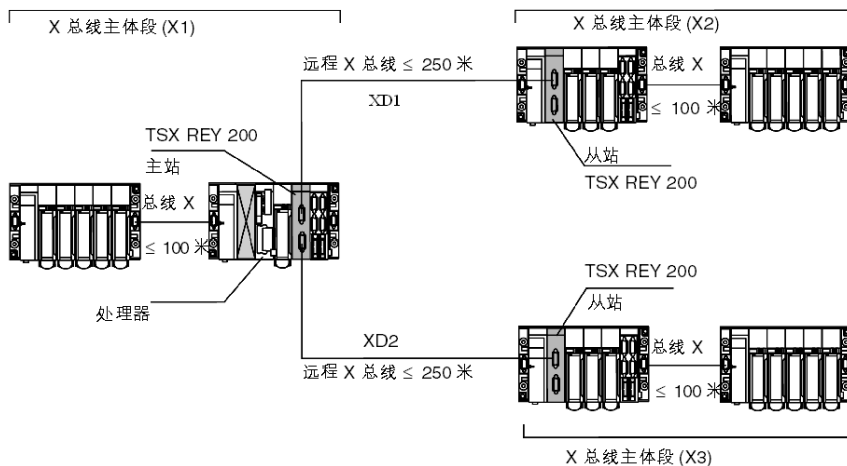 X 总线主体段 (X1)
X 总线主体段 (X2)
远程 X 总线 ≤ 250 米
XD1
总线 X
≤ 100 米
TSX REY 200
主站
从站
TSX REY 200
总线 X
≤ 100 米
处理器
TSX REY 200
从站
XD2
远程 X 总线 ≤ 250 米
总线 X
≤ 100 米
X 总线主体段 (X3)